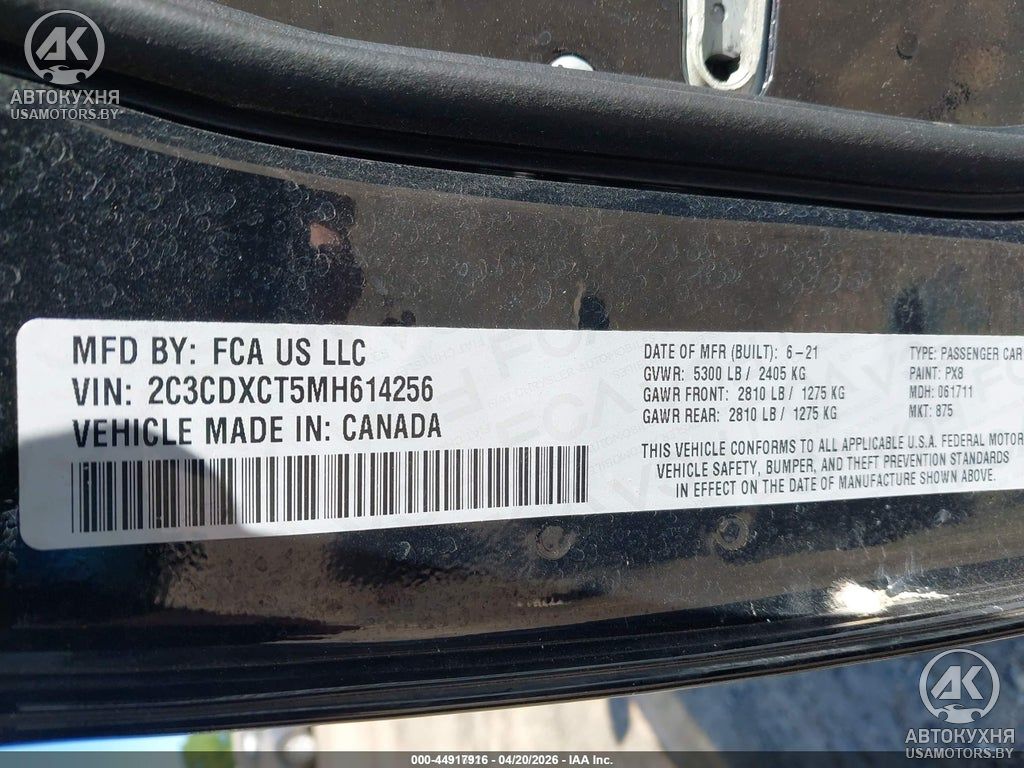 AK
АВТОКУХНЯ
USAMOTORS.BY
MFD BY: FCA US LLC
VIN: 2C3CDXCT5MH614256
VEHICLE MADE IN: CANADA
DATE OF MFR (BUILT): 6-21
GVWR: 5300 LB / 2405 KG
GAWR FRONT: 2810 LB / 1275 KG
GAWR REAR: 2810 LB / 1275 KG
TYPE: PASSENGER CAR
PAINT: PX8
MDH: 061711
MKT: 875
THIS VEHICLE CONFORMS TO ALL APPLICABLE U.S.A. FEDERAL MOTOR
VEHICLE SAFETY, BUMPER, AND THEFT PREVENTION STANDARDS
IN EFFECT ON THE DATE OF MANUFACTURE SHOWN ABOVE.
AK
АВТОКУХНЯ
USAMOTORS.BY
000-44917916 - 04/20/2026 - IAA Inc.